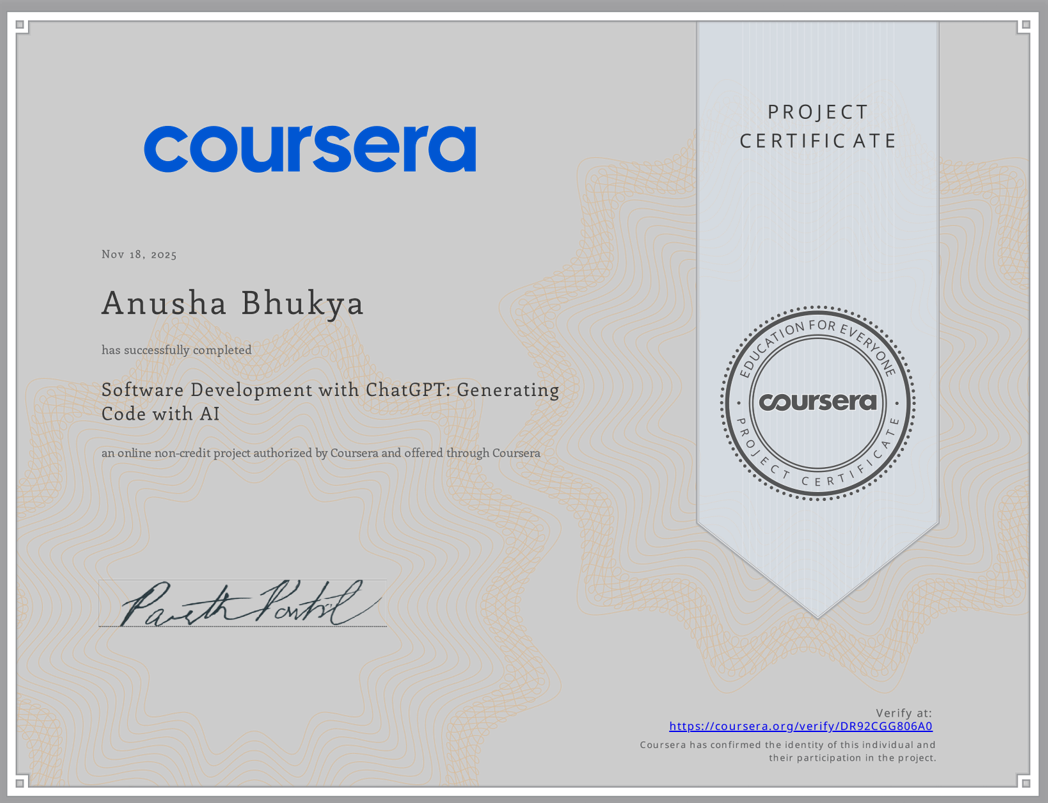 coursera
PROJECT
CERTIFICATE
Nov 18, 2025
Anusha Bhukya
has successfully completed
Software Development with ChatGPT: Generating
Code with AI
an online non-credit project authorized by Coursera and offered through Coursera
EDUCATION FOR EVERYONE
coursera
PROJECT CERTIFICATE
Verify at:
https://coursera.org/verify/DR92CGG806A0
Coursera has confirmed the identity of this individual and
their participation in the project.